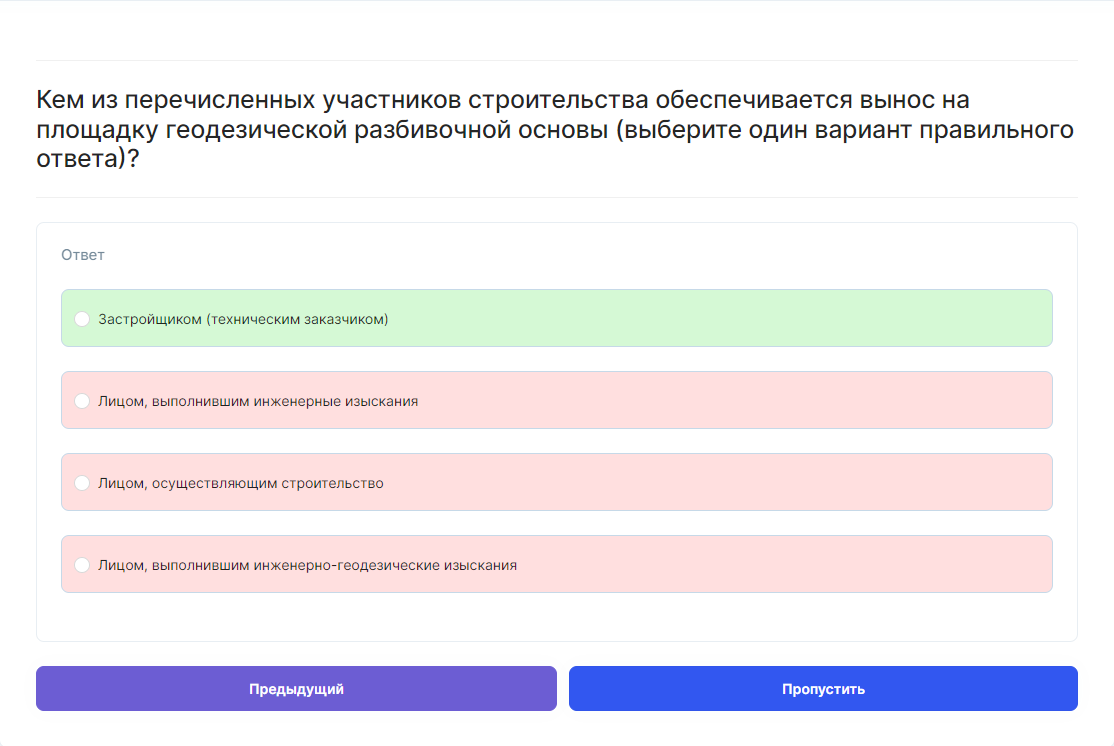 Кем из перечисленных участников строительства обеспечивается вынос на
площадку геодезической разбивочной основы (выберите один вариант правильного
ответа)?
Ответ
Застройщиком (техническим заказчиком)
Лицом, выполнившим инженерные изыскания
Лицом, осуществляющим строительство
Лицом, выполнившим инженерно-геодезические изыскания
Предыдущий
Пропустить